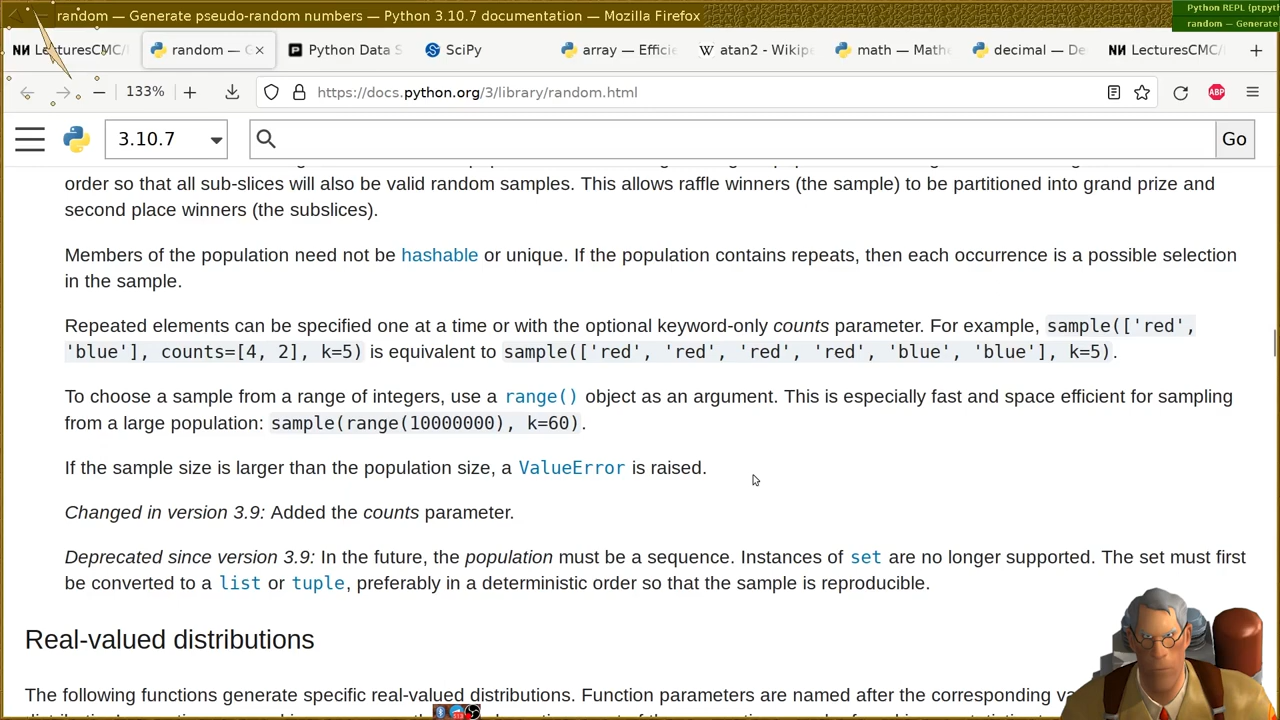 random — Generate pseudo-random numbers — Python 3.10.7 documentation — Mozilla Firefox
Python REPL (ptpyth
random — Generate
LecturesCMC/
random — G
Python Data S
SciPy
array — Efficie
atan2 - Wikipe
math — Mathe
decimal — De
LecturesCMC/
133%
https://docs.python.org/3/library/random.html
ABP
3.10.7
Go
order so that all sub-slices will also be valid random samples. This allows raffle winners (the sample) to be partitioned into grand prize and
second place winners (the subslices).
Members of the population need not be hashable or unique. If the population contains repeats, then each occurrence is a possible selection
in the sample.
Repeated elements can be specified one at a time or with the optional keyword-only counts parameter. For example, sample(['red',
'blue'], counts=[4, 2], k=5) is equivalent to sample(['red', 'red', 'red', 'red', 'blue', 'blue'], k=5).
To choose a sample from a range of integers, use a range() object as an argument. This is especially fast and space efficient for sampling
from a large population: sample(range(10000000), k=60).
If the sample size is larger than the population size, a ValueError is raised.
Changed in version 3.9: Added the counts parameter.
Deprecated since version 3.9: In the future, the population must be a sequence. Instances of set are no longer supported. The set must first
be converted to a list or tuple, preferably in a deterministic order so that the sample is reproducible.
Real-valued distributions
The following functions generate specific real-valued distributions. Function parameters are named after the corresponding va